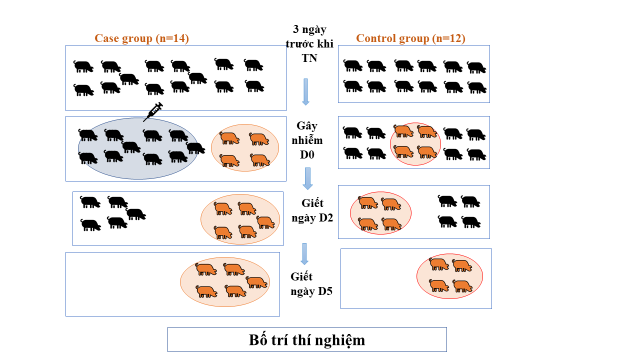 Case group (n=14)
3 ngày
trước khi
TN
Control group (n=12)
Gây
nhiễm
D0
Giết
ngày D2
Giết
ngày D5
Bố trí thí nghiệm